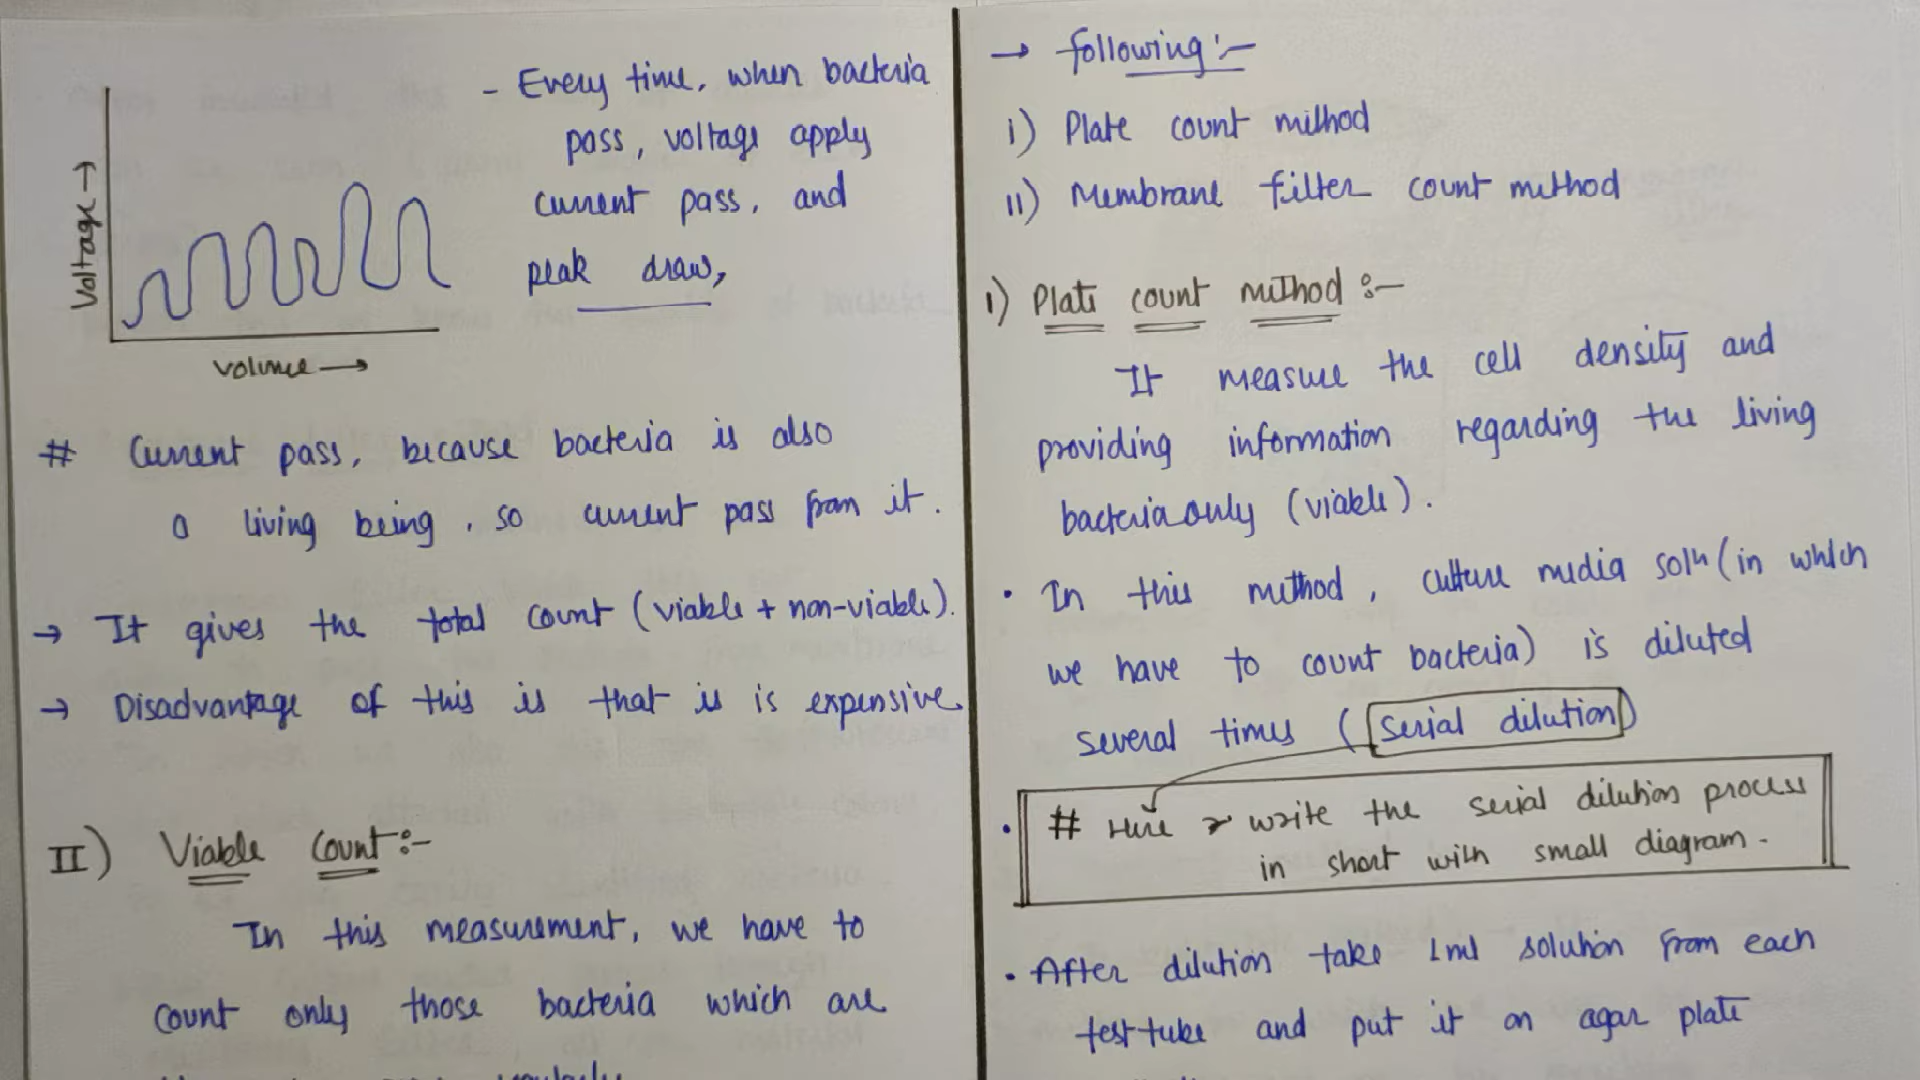 - Every time, when bacteria
pass, voltage apply
current pass, and
peak draw,
Voltage →
volume →
# Current pass, because bacteria is also
a living being, so current pass from it.
→ It gives the total count (viable + non-viable).
→ Disadvantage of this is that is is expensive.
II) Viable Count:-
In this measurement, we have to
count only those bacteria which are
→ following:-
i) Plate count method
ii) Membrane filter count method
i) Plate count method :-
It measure the cell density and
providing information regarding the living
bacteria only (viable).
• In this method, culture media soln (in which
we have to count bacteria) is diluted
several times (serial dilution)
• # Here write the serial dilution process
in short with small diagram.
• After dilution take 1ml solution from each
test tube and put it on agar plate